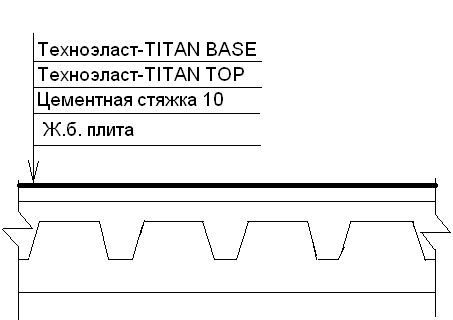 Техноэласт-TITAN BASE
Техноэласт-TITAN TOP
Цементная стяжка 10
Ж.б. плита